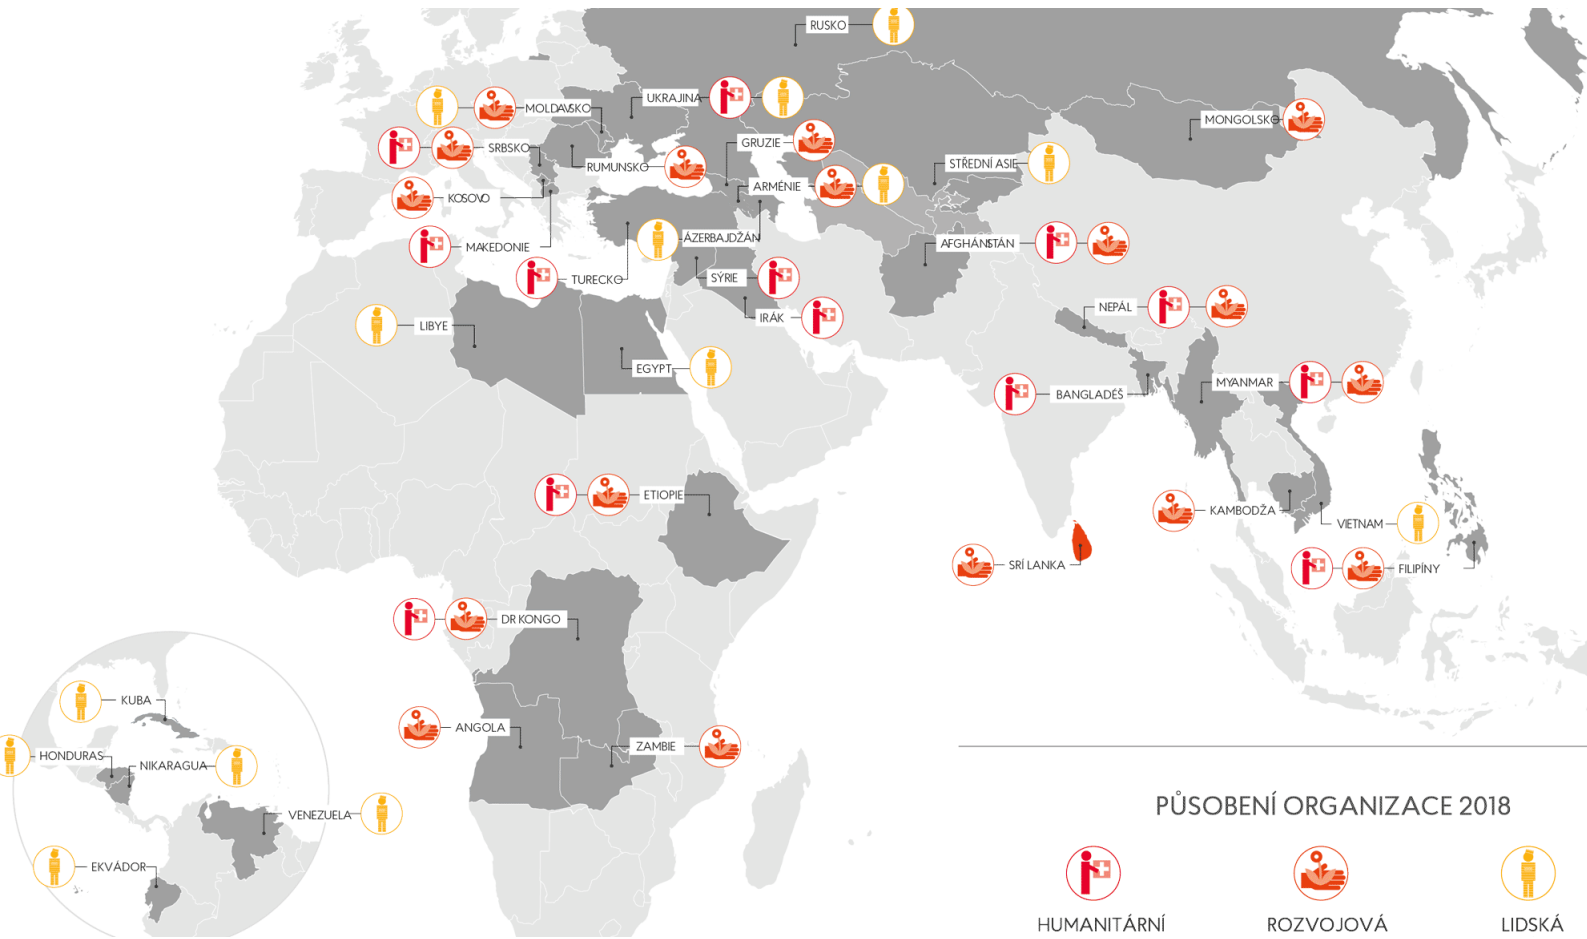 RUSKO
UKRAJINA
MOLDAVSKO
MONGOLSKO
GRUZIE
SRBSKO
STŘEDNÍ ASIE
RUMUNSKO
ARMÉNIE
KOSOVO
ÁZERBAJDŽÁN
AFGHÁNISTÁN
MAKEDONIE
TURECKO
SÝRIE
NEPÁL
IRÁK
LIBYE
EGYPT
MYANMAR
BANGLADÉŠ
ETIOPIE
KAMBODŽA
VIETNAM
SRÍ LANKA
FILIPÍNY
DR KONGO
KUBA
ANGOLA
ZAMBIE
HONDURAS
NIKARAGUA
VENEZUELA
EKVÁDOR
PŮSOBENÍ ORGANIZACE 2018
HUMANITÁRNÍ
ROZVOJOVÁ
LIDSKÁ